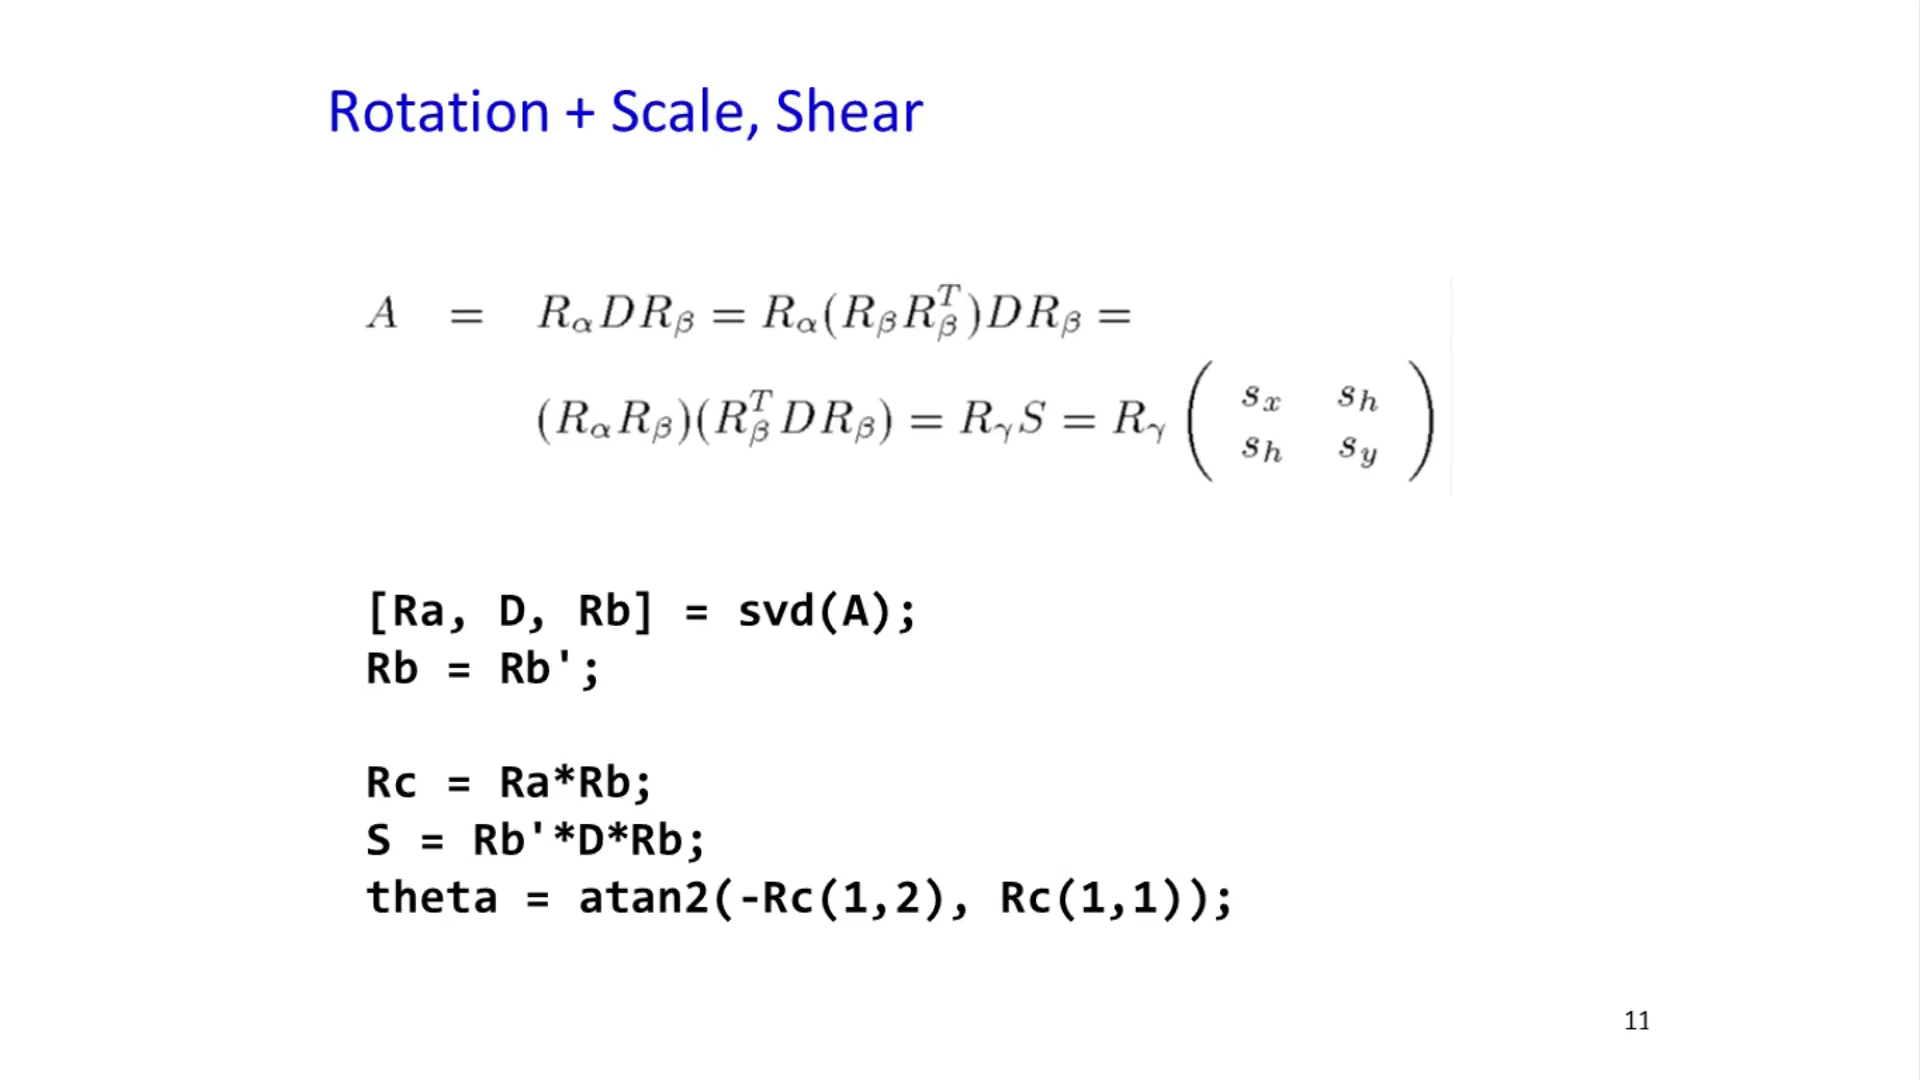 Rotation + Scale, Shear
A = R_α D R_β = R_α (R_β R_β^T) D R_β =
(R_α R_β)(R_β^T D R_β) = R_γ S = R_γ ( s_x s_h
s_h s_y )
[Ra, D, Rb] = svd(A);
Rb = Rb';
Rc = Ra*Rb;
S = Rb'*D*Rb;
theta = atan2(-Rc(1,2), Rc(1,1));
11